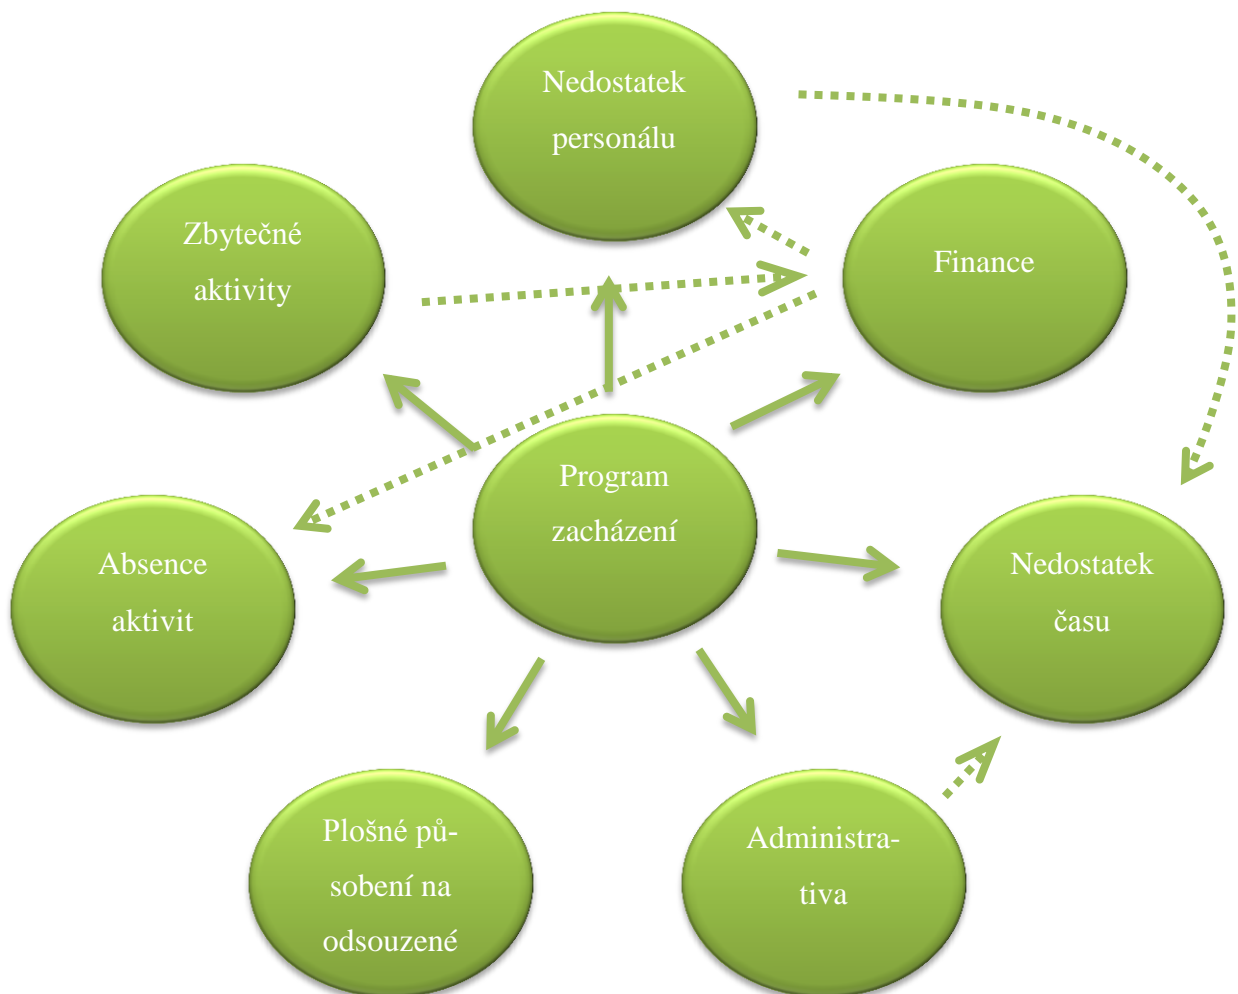 Nedostatek
personálu
Zbytečné
aktivity
Finance
Program
zacházení
Absence
aktivit
Nedostatek
času
Plošné pů-
sobení na
odsouzené
Administra-
tiva